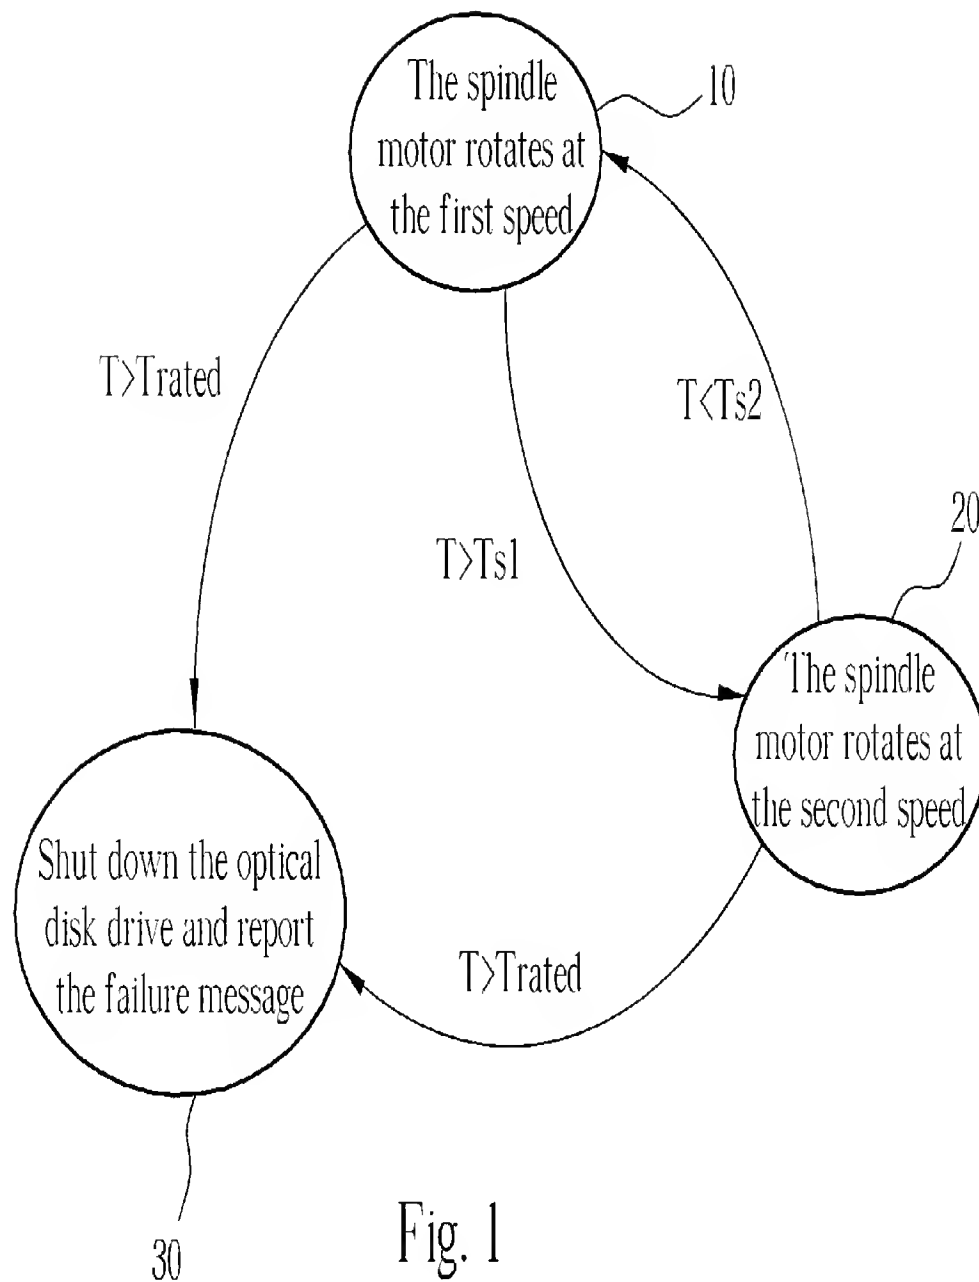 The spindle
motor rotates at
the first speed
10
T>Trated
T<Ts2
T>Ts1
20
The spindle
motor rotates at
the second speed
Shut down the optical
disk drive and report
the failure message
T>Trated
30
Fig. 1